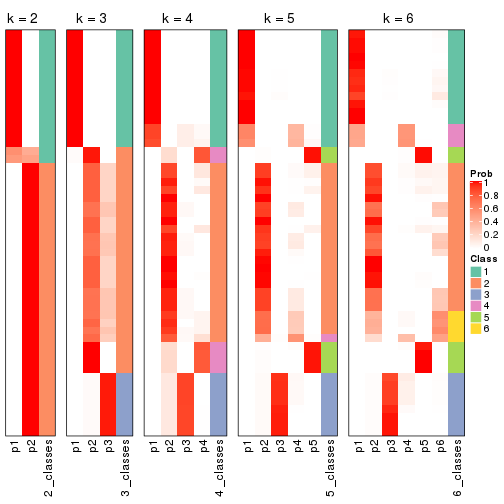 k = 2
k = 3
k = 4
k = 5
k = 6
p1
p2
2_classes
p1
p2
p3
3_classes
p1
p2
p3
p4
4_classes
p1
p2
p3
p4
p5
5_classes
p1
p2
p3
p4
p5
p6
6_classes
Prob
1
0.8
0.6
0.4
0.2
0
Class
1
2
3
4
5
6